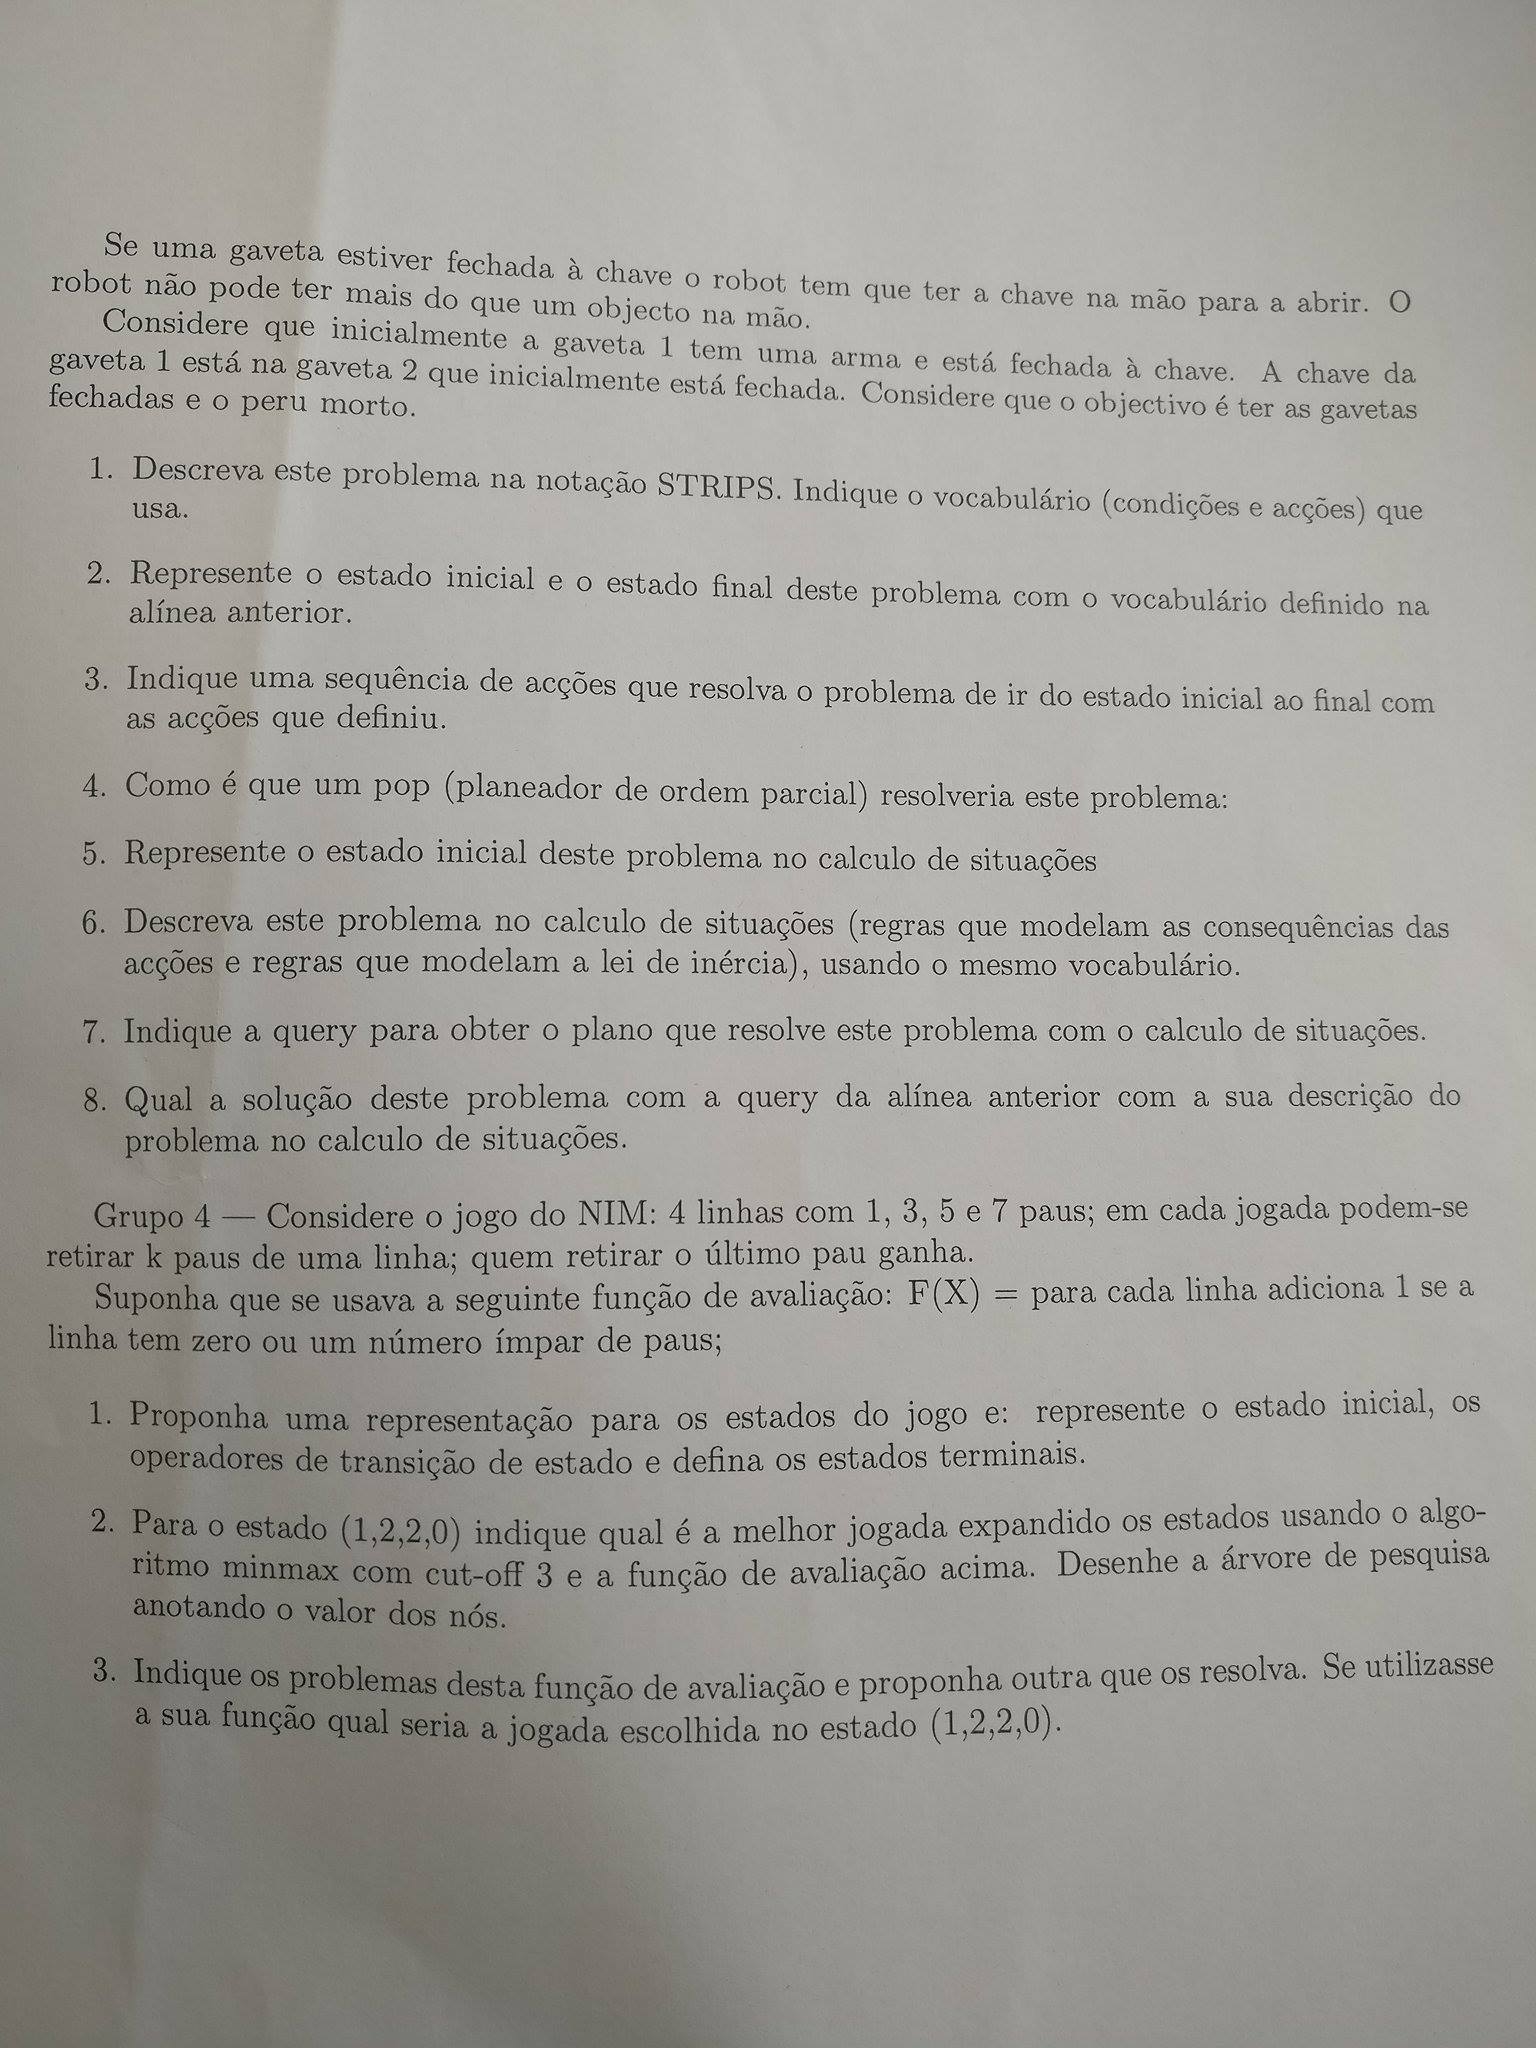 Se uma gaveta estiver fechada à chave o robot tem que ter a chave na mão para a abrir. O
robot não pode ter mais do que um objecto na mão.
Considere que inicialmente a gaveta 1 tem uma arma e está fechada à chave. A chave da
gaveta 1 está na gaveta 2 que inicialmente está fechada. Considere que o objectivo é ter as gavetas
fechadas e o peru morto.
1. Descreva este problema na notação STRIPS. Indique o vocabulário (condições e acções) que
usa.
2. Represente o estado inicial e o estado final deste problema com o vocabulário definido na
alínea anterior.
3. Indique uma sequência de acções que resolva o problema de ir do estado inicial ao final com
as acções que definiu.
4. Como é que um pop (planeador de ordem parcial) resolveria este problema:
5. Represente o estado inicial deste problema no calculo de situações
6. Descreva este problema no calculo de situações (regras que modelam as consequências das
acções e regras que modelam a lei de inércia), usando o mesmo vocabulário.
7. Indique a query para obter o plano que resolve este problema com o calculo de situações.
8. Qual a solução deste problema com a query da alínea anterior com a sua descrição do
problema no calculo de situações.
Grupo 4 — Considere o jogo do NIM: 4 linhas com 1, 3, 5 e 7 paus; em cada jogada podem-se
retirar k paus de uma linha; quem retirar o último pau ganha.
Suponha que se usava a seguinte função de avaliação: F(X) = para cada linha adiciona 1 se a
linha tem zero ou um número ímpar de paus;
1. Proponha uma representação para os estados do jogo e: represente o estado inicial, os
operadores de transição de estado e defina os estados terminais.
2. Para o estado (1,2,2,0) indique qual é a melhor jogada expandido os estados usando o algo-
ritmo minmax com cut-off 3 e a função de avaliação acima. Desenhe a árvore de pesquisa
anotando o valor dos nós.
3. Indique os problemas desta função de avaliação e proponha outra que os resolva. Se utilizasse
a sua função qual seria a jogada escolhida no estado (1,2,2,0).